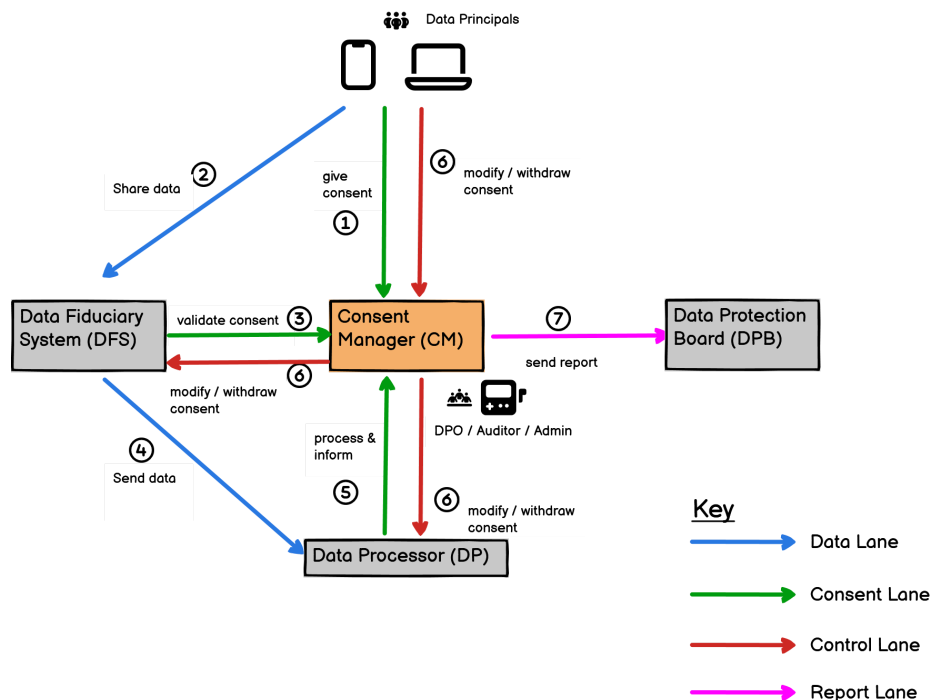 Data Principals
2
Share data
give
consent
1
6
modify / withdraw
consent
Data Fiduciary
System (DFS)
validate consent
3
Consent
Manager (CM)
7
send report
Data Protection
Board (DPB)
6
modify / withdraw
consent
DPO / Auditor / Admin
4
Send data
process &
inform
5
6
modify / withdraw
consent
Data Processor (DP)
Key
Data Lane
Consent Lane
Control Lane
Report Lane